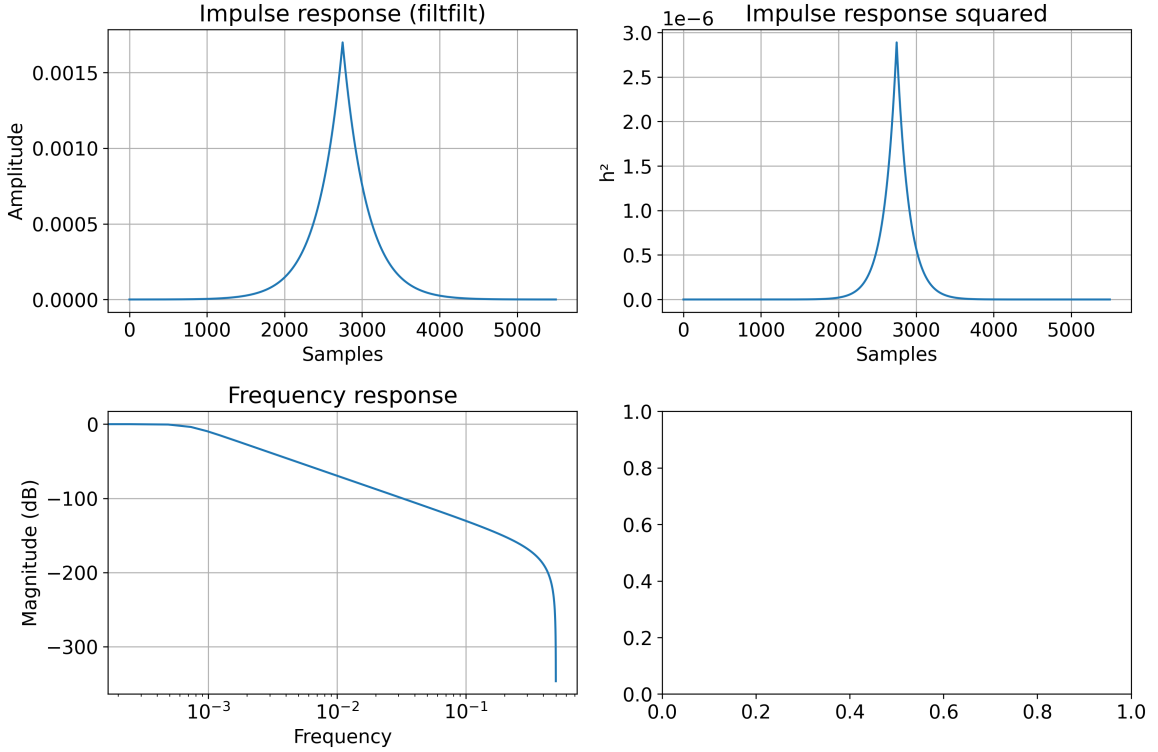 Impulse response (filtfilt)
Amplitude
0.0015
0.0010
0.0005
0.0000
0 1000 2000 3000 4000 5000
Samples
Impulse response squared
1e−6
h²
3.0
2.5
2.0
1.5
1.0
0.5
0.0
0 1000 2000 3000 4000 5000
Samples
Frequency response
Magnitude (dB)
0
−100
−200
−300
10⁻³ 10⁻² 10⁻¹
Frequency
1.0
0.8
0.6
0.4
0.2
0.0
0.0 0.2 0.4 0.6 0.8 1.0